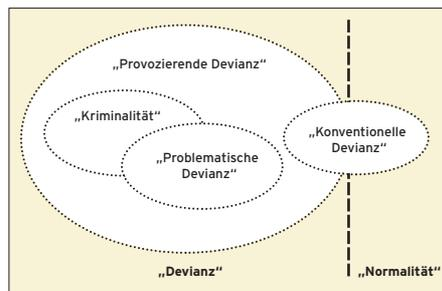 „Provozierende Devianz“
„Kriminalität“
„Konventionelle
Devianz“
„Problematische
Devianz“
„Devianz“
„Normalität“